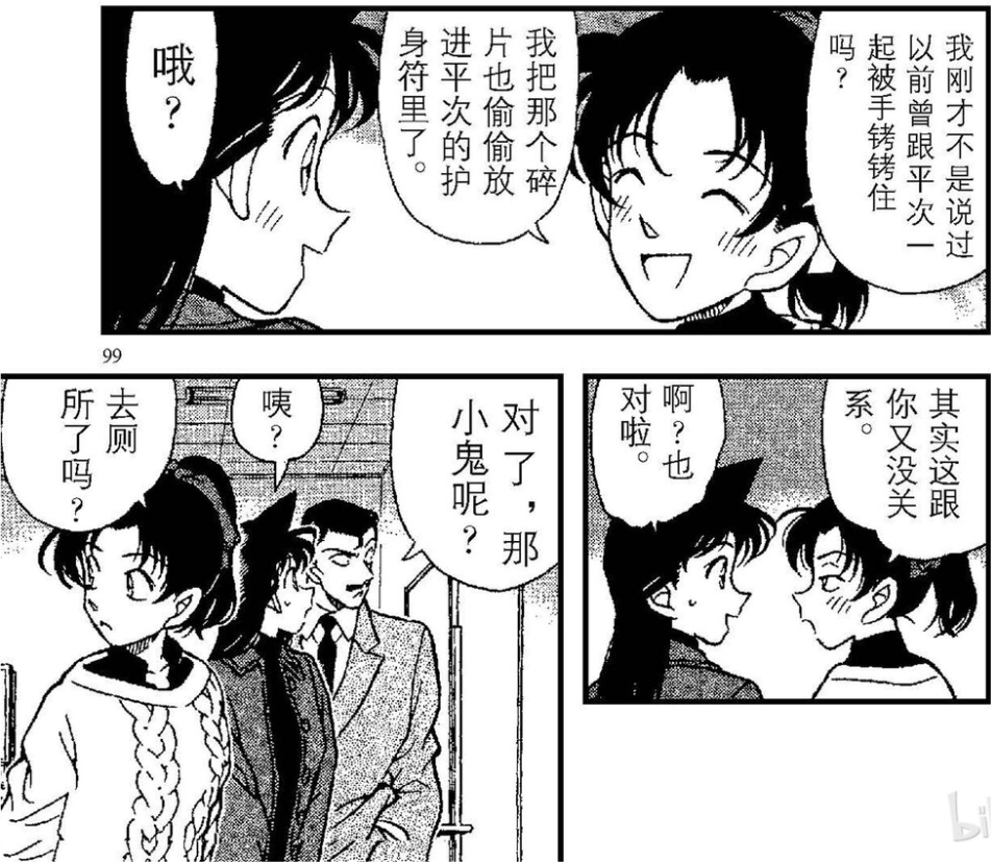 我刚才不是说过
以前曾跟平次一
起被手铐铐住
吗？
我把那个碎
片也偷偷放
进平次的护
身符里了。
哦？
99
其实这跟
你又没关
系。
啊？也
对啦。
对了，那
小鬼呢？
咦？
去厕
所了吗？